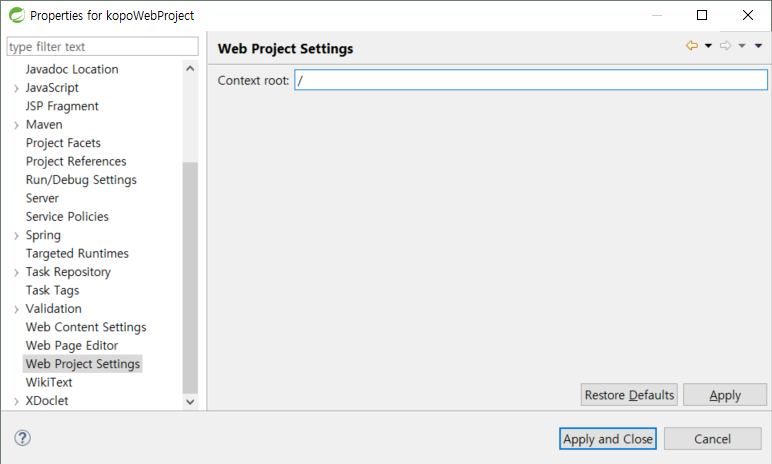 Properties for kopoWebProject
type filter text
Javadoc Location
JavaScript
JSP Fragment
Maven
Project Facets
Project References
Run/Debug Settings
Server
Service Policies
Spring
Targeted Runtimes
Task Repository
Task Tags
Validation
Web Content Settings
Web Page Editor
Web Project Settings
WikiText
XDoclet
Web Project Settings
Context root: /
Restore Defaults Apply
Apply and Close Cancel